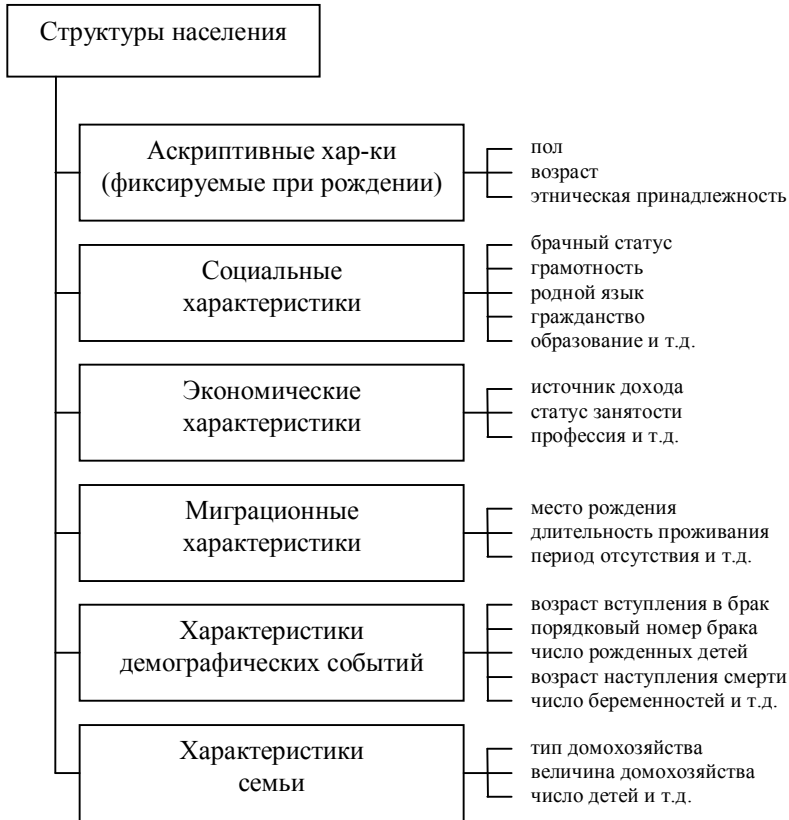 Структуры населения
Аскриптивные хар-ки
(фиксируемые при рождении)
пол
возраст
этническая принадлежность
Социальные
характеристики
брачный статус
грамотность
родной язык
гражданство
образование и т.д.
Экономические
характеристики
источник дохода
статус занятости
профессия и т.д.
Миграционные
характеристики
место рождения
длительность проживания
период отсутствия и т.д.
Характеристики
демографических событий
возраст вступления в брак
порядковый номер брака
число рожденных детей
возраст наступления смерти
число беременностей и т.д.
Характеристики
семьи
тип домохозяйства
величина домохозяйства
число детей и т.д.